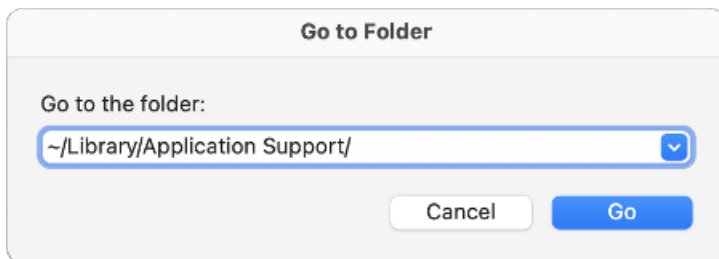 Go to Folder
Go to the folder:
~/Library/Application Support/
Cancel Go